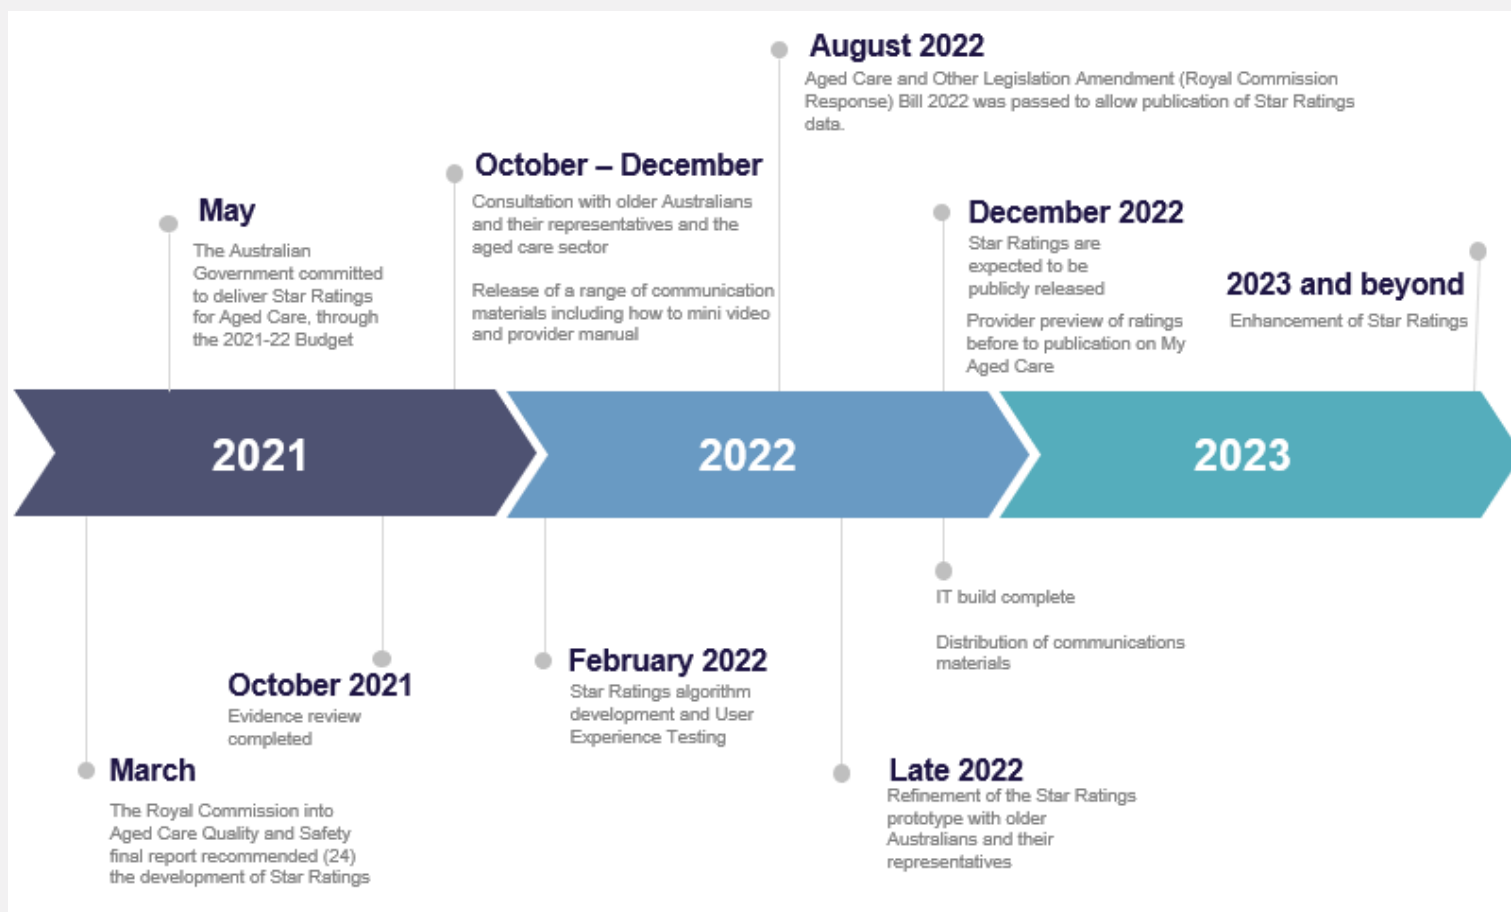 August 2022
Aged Care and Other Legislation Amendment (Royal Commission
Response) Bill 2022 was passed to allow publication of Star Ratings
data.
October – December
Consultation with older Australians
and their representatives and the
aged care sector
Release of a range of communication
materials including how to mini video
and provider manual
May
The Australian
Government committed
to deliver Star Ratings
for Aged Care, through
the 2021-22 Budget
December 2022
Star Ratings are
expected to be
publicly released
Provider preview of ratings
before to publication on My
Aged Care
2023 and beyond
Enhancement of Star Ratings
2021
2022
2023
IT build complete
Distribution of communications
materials
October 2021
Evidence review
completed
February 2022
Star Ratings algorithm
development and User
Experience Testing
March
The Royal Commission into
Aged Care Quality and Safety
final report recommended (24)
the development of Star Ratings
Late 2022
Refinement of the Star Ratings
prototype with older
Australians and their
representatives